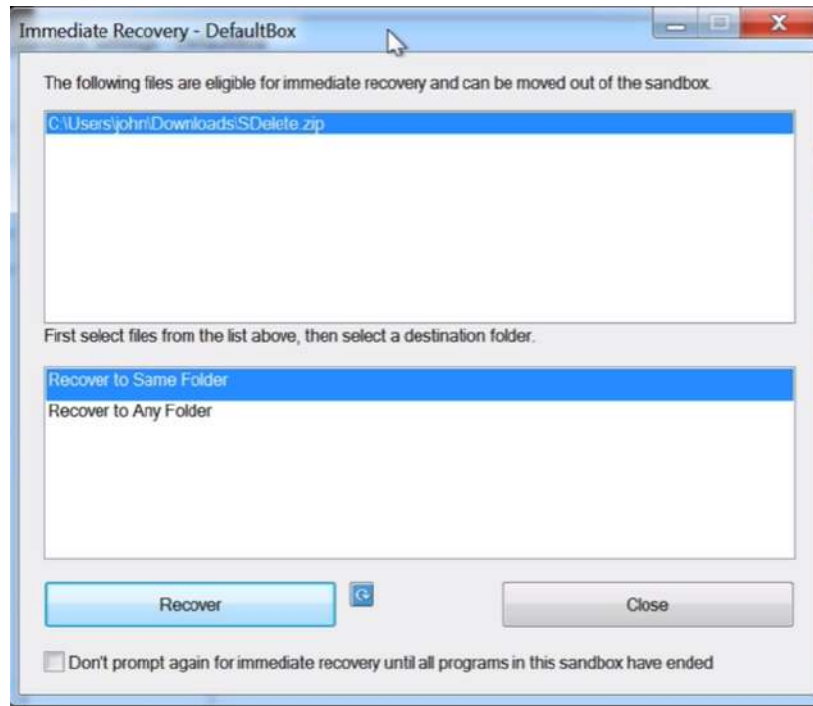 Immediate Recovery - DefaultBox
The following files are eligible for immediate recovery and can be moved out of the sandbox.
C:\Users\john\Downloads\SDelete.zip
First select files from the list above, then select a destination folder.
Recover to Same Folder
Recover to Any Folder
Recover
Close
Don't prompt again for immediate recovery until all programs in this sandbox have ended